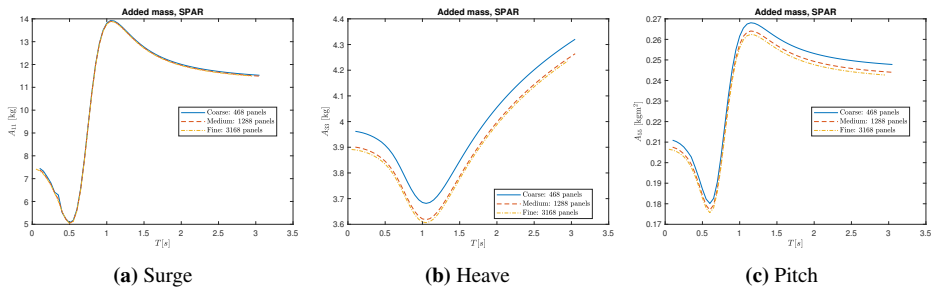 Added mass, SPAR
14
13
12
11
10
9
8
7
6
5
A₁₁ [kg]
Coarse: 468 panels
Medium: 1288 panels
Fine: 3168 panels
0 0.5 1 1.5 2 2.5 3 3.5
T[s]
(a) Surge
Added mass, SPAR
4.4
4.3
4.2
4.1
4
3.9
3.8
3.7
3.6
A₃₃ [kg]
Coarse: 468 panels
Medium: 1288 panels
Fine: 3168 panels
0 0.5 1 1.5 2 2.5 3 3.5
T[s]
(b) Heave
Added mass, SPAR
0.27
0.26
0.25
0.24
0.23
0.22
0.21
0.2
0.19
0.18
0.17
A₅₅ [kgm²]
Coarse: 468 panels
Medium: 1288 panels
Fine: 3168 panels
0 0.5 1 1.5 2 2.5 3 3.5
T[s]
(c) Pitch